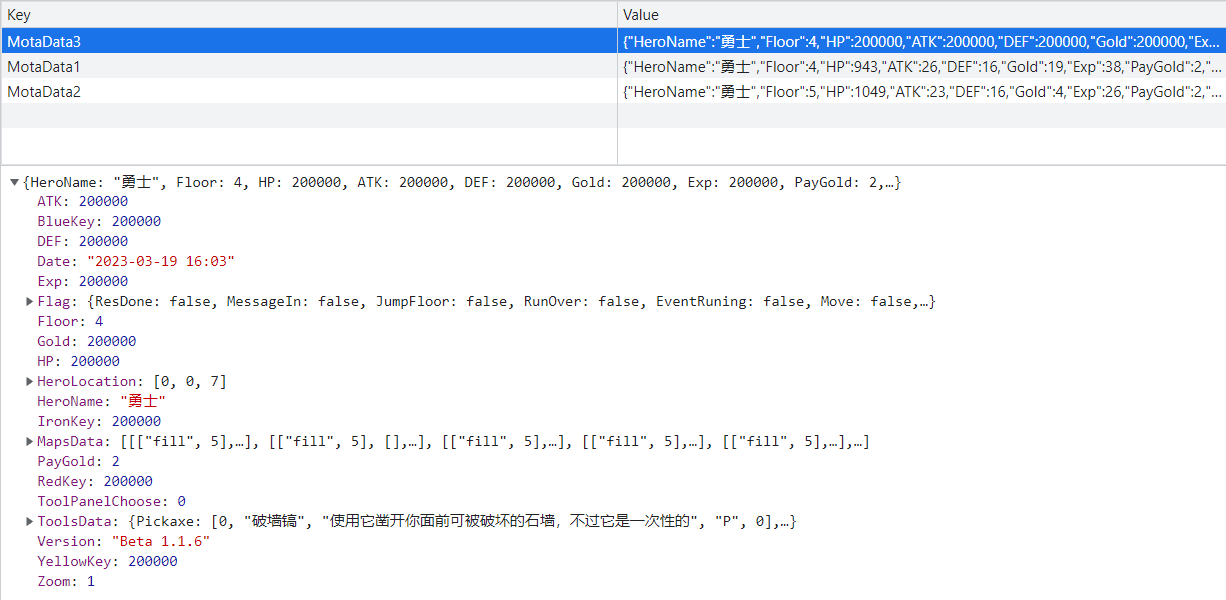 Key Value
MotaData3 {"HeroName":"勇士","Floor":4,"HP":200000,"ATK":200000,"DEF":200000,"Gold":200000,"Ex...
MotaData1 {"HeroName":"勇士","Floor":4,"HP":943,"ATK":26,"DEF":16,"Gold":19,"Exp":38,"PayGold":2,"...
MotaData2 {"HeroName":"勇士","Floor":5,"HP":1049,"ATK":23,"DEF":16,"Gold":4,"Exp":26,"PayGold":2,"...
▼{HeroName: "勇士", Floor: 4, HP: 200000, ATK: 200000, DEF: 200000, Gold: 200000, Exp: 200000, PayGold: 2,…}
ATK: 200000
BlueKey: 200000
DEF: 200000
Date: "2023-03-19 16:03"
Exp: 200000
▶Flag: {ResDone: false, MessageIn: false, JumpFloor: false, RunOver: false, EventRuning: false, Move: false,…}
Floor: 4
Gold: 200000
HP: 200000
▶HeroLocation: [0, 0, 7]
HeroName: "勇士"
IronKey: 200000
▶MapsData: [[["fill", 5],…], [["fill", 5], [],…], [["fill", 5],…], [["fill", 5],…], [["fill", 5],…],…]
PayGold: 2
RedKey: 200000
ToolPanelChoose: 0
▶ToolsData: {Pickaxe: [0, "破墙镐", "使用它凿开你面前可被破坏的石墙，不过它是一次性的", "P", 0],…}
Version: "Beta 1.1.6"
YellowKey: 200000
Zoom: 1